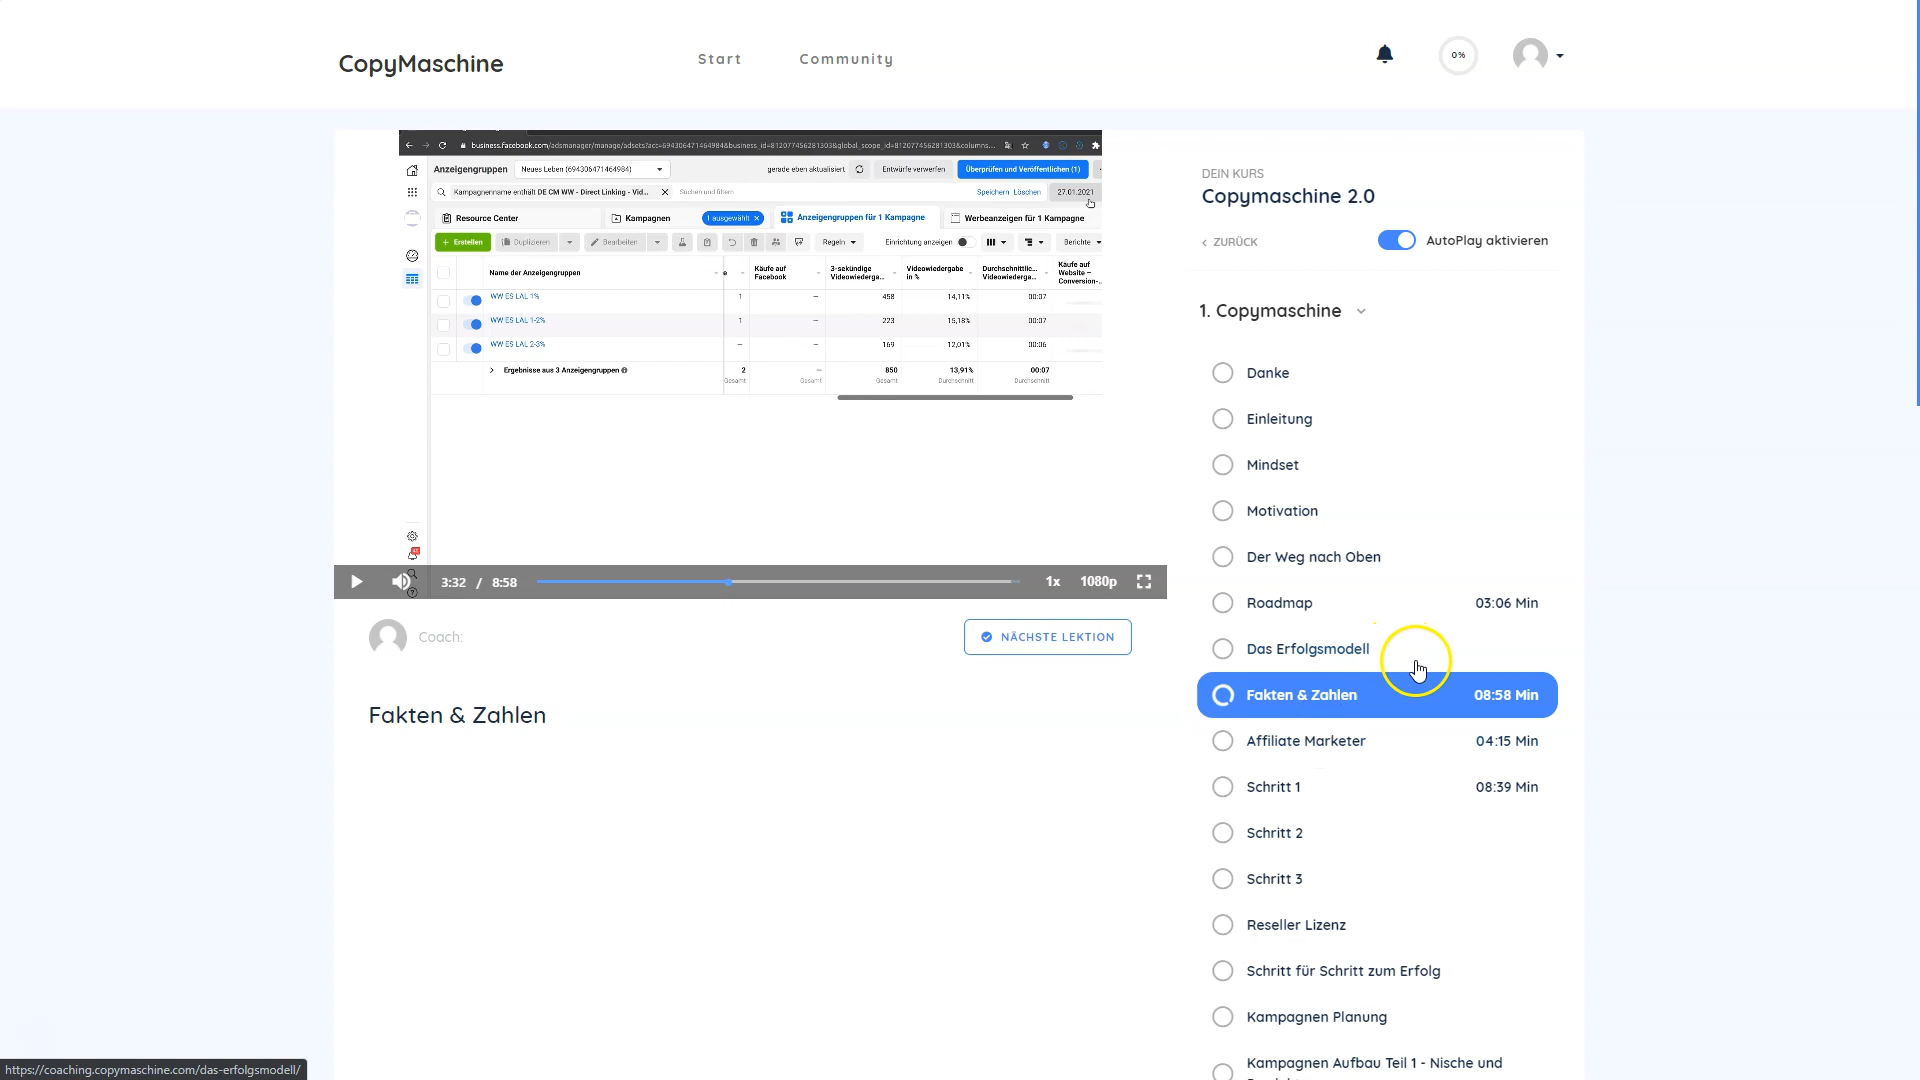 CopyMaschine
Start
Community
0%
business.facebook.com/adsmanager/manage/adsets?act=694306471464984&business_id=812077456281303&global_scope_id=812077456281303&columns...
Anzeigengruppen
Neues Leben (694306471464984)
gerade eben aktualisiert
Entwürfe verwerfen
Überprüfen und Veröffentlichen (1)
Kampagnenname enthält DE CM WW - Direct Linking - Vid...
Suchen und filtern
Speichern
Löschen
27.01.2021
Resource Center
Kampagnen
1 ausgewählt
Anzeigengruppen für 1 Kampagne
Werbeanzeigen für 1 Kampagne
+ Erstellen
Duplizieren
Bearbeiten
Regeln
Einrichtung anzeigen
Berichte
Name der Anzeigengruppen
e
Käufe auf
Facebook
3-sekündige
Videowiederga...
Videowiedergabe
in %
Durchschnittlic...
Videowiederga...
Käufe auf
Website –
Conversion-...
WW ES LAL 1%
1
–
458
14,11%
00:07
WW ES LAL 1-2%
1
–
223
15,18%
00:07
WW ES LAL 2-3%
–
–
169
12,01%
00:06
Ergebnisse aus 3 Anzeigengruppen
2
–
850
13,91%
00:07
Gesamt
Gesamt
Gesamt
Durchschnitt
Durchschnitt
3:32 / 8:58
1x
1080p
Coach:
NÄCHSTE LEKTION
Fakten & Zahlen
DEIN KURS
Copymaschine 2.0
ZURÜCK
AutoPlay aktivieren
1. Copymaschine
Danke
Einleitung
Mindset
Motivation
Der Weg nach Oben
Roadmap 03:06 Min
Das Erfolgsmodell
Fakten & Zahlen 08:58 Min
Affiliate Marketer 04:15 Min
Schritt 1 08:39 Min
Schritt 2
Schritt 3
Reseller Lizenz
Schritt für Schritt zum Erfolg
Kampagnen Planung
Kampagnen Aufbau Teil 1 - Nische und
https://coaching.copymaschine.com/das-erfolgsmodell/